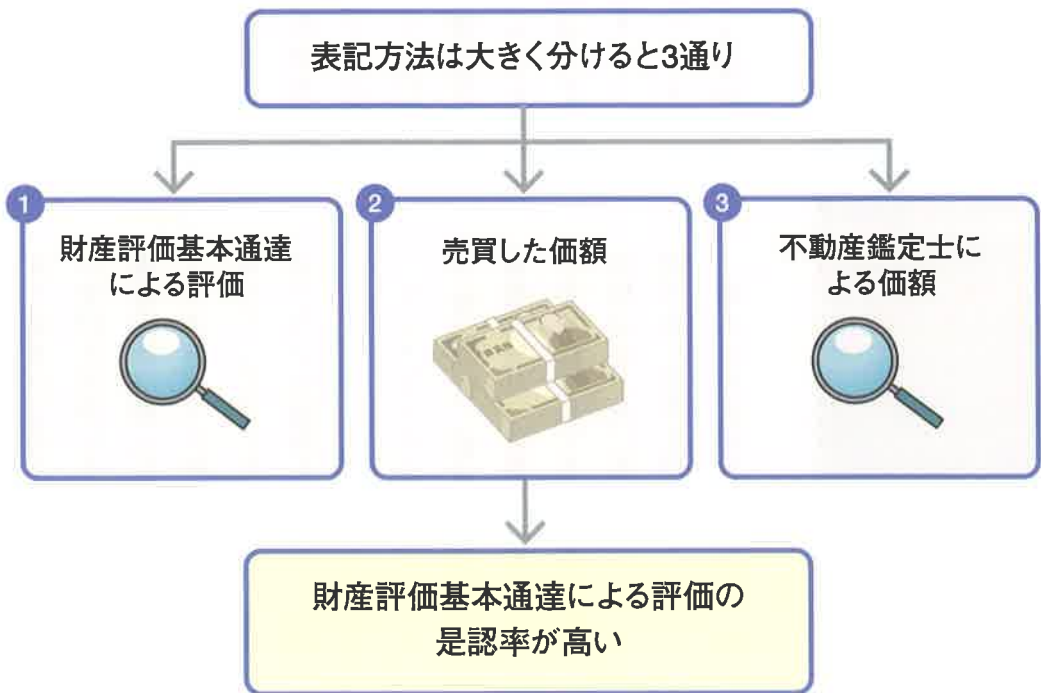 表記方法は大きく分けると3通り
1
財産評価基本通達
による評価
2
売買した価額
3
不動産鑑定士に
よる価額
財産評価基本通達による評価の
是認率が高い